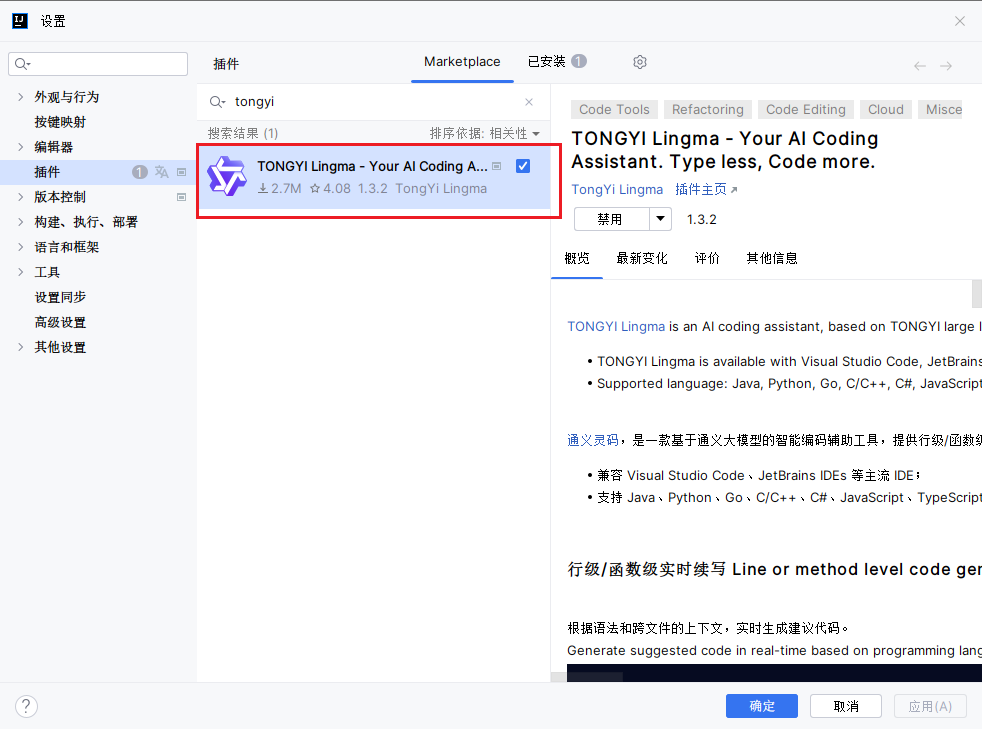 设置
插件
Marketplace
已安装 1
外观与行为
按键映射
编辑器
插件 1
版本控制
构建、执行、部署
语言和框架
工具
设置同步
高级设置
其他设置
tongyi
搜索结果 (1)
排序依据: 相关性
TONGYI Lingma - Your AI Coding A...
2.7M 4.08 1.3.2 TongYi Lingma
Code Tools Refactoring Code Editing Cloud Misce
TONGYI Lingma - Your AI Coding
Assistant. Type less, Code more.
TongYi Lingma 插件主页
禁用 1.3.2
概览 最新变化 评价 其他信息
TONGYI Lingma is an AI coding assistant, based on TONGYI large l
• TONGYI Lingma is available with Visual Studio Code, JetBrains
• Supported language: Java, Python, Go, C/C++, C#, JavaScript
通义灵码，是一款基于通义大模型的智能编码辅助工具，提供行级/函数级
• 兼容 Visual Studio Code、JetBrains IDEs 等主流 IDE；
• 支持 Java、Python、Go、C/C++、C#、JavaScript、TypeScript
行级/函数级实时续写 Line or method level code gen
根据语法和跨文件的上下文，实时生成建议代码。
Generate suggested code in real-time based on programming lang
?
确定
取消
应用(A)